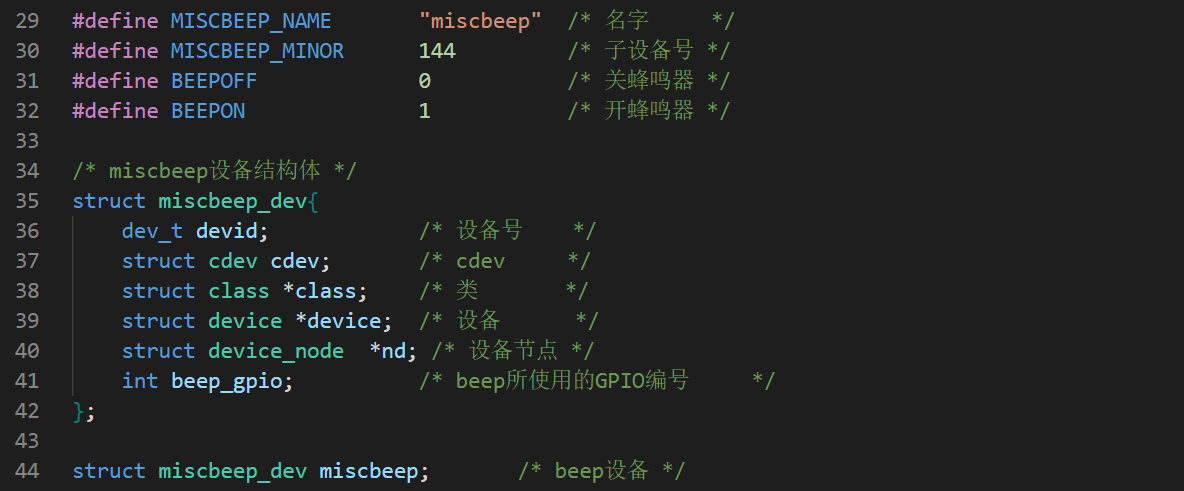 29 #define MISCBEEP_NAME       "miscbeep"  /* 名字     */
30 #define MISCBEEP_MINOR      144         /* 子设备号 */
31 #define BEEPOFF             0           /* 关蜂鸣器 */
32 #define BEEPON              1           /* 开蜂鸣器 */
33
34 /* miscbeep设备结构体 */
35 struct miscbeep_dev{
36     dev_t devid;            /* 设备号    */
37     struct cdev cdev;       /* cdev     */
38     struct class *class;    /* 类       */
39     struct device *device;  /* 设备      */
40     struct device_node  *nd; /* 设备节点 */
41     int beep_gpio;          /* beep所使用的GPIO编号     */
42 };
43
44 struct miscbeep_dev miscbeep;       /* beep设备 */